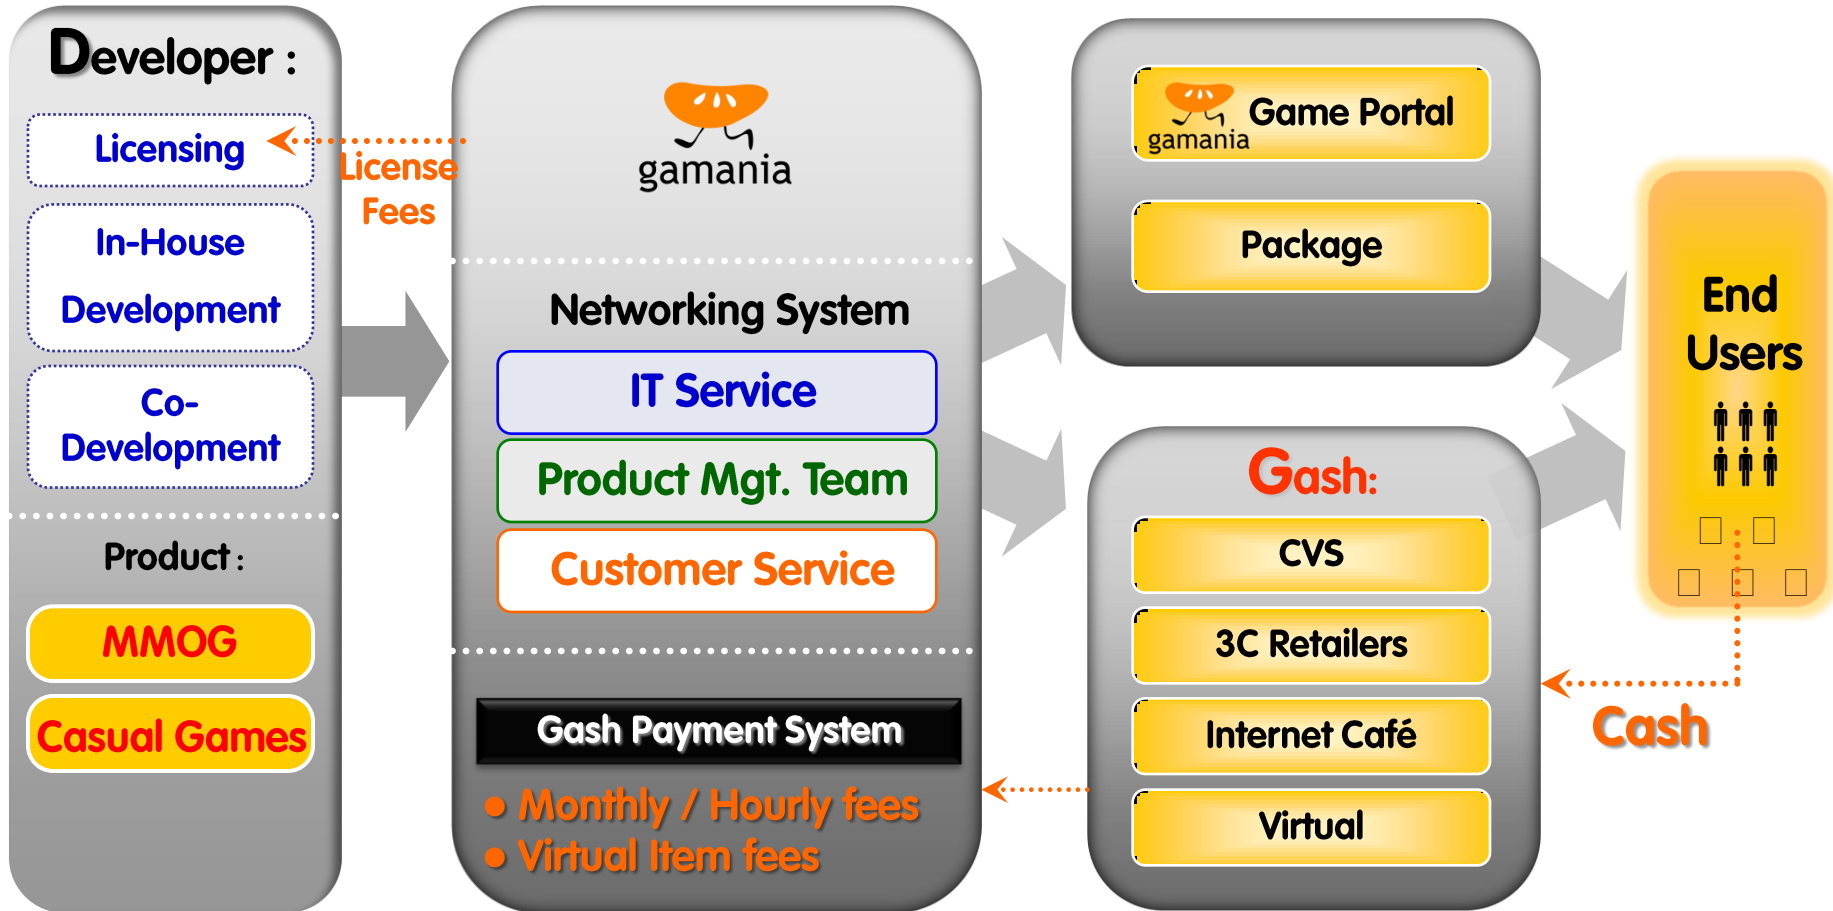 Developer :
Licensing
In-House
Development
Co-
Development
Product :
MMOG
Casual Games
License
Fees
gamania
Networking System
IT Service
Product Mgt. Team
Customer Service
Gash Payment System
● Monthly / Hourly fees
● Virtual Item fees
gamania Game Portal
Package
Gash:
CVS
3C Retailers
Internet Café
Virtual
End
Users
Cash